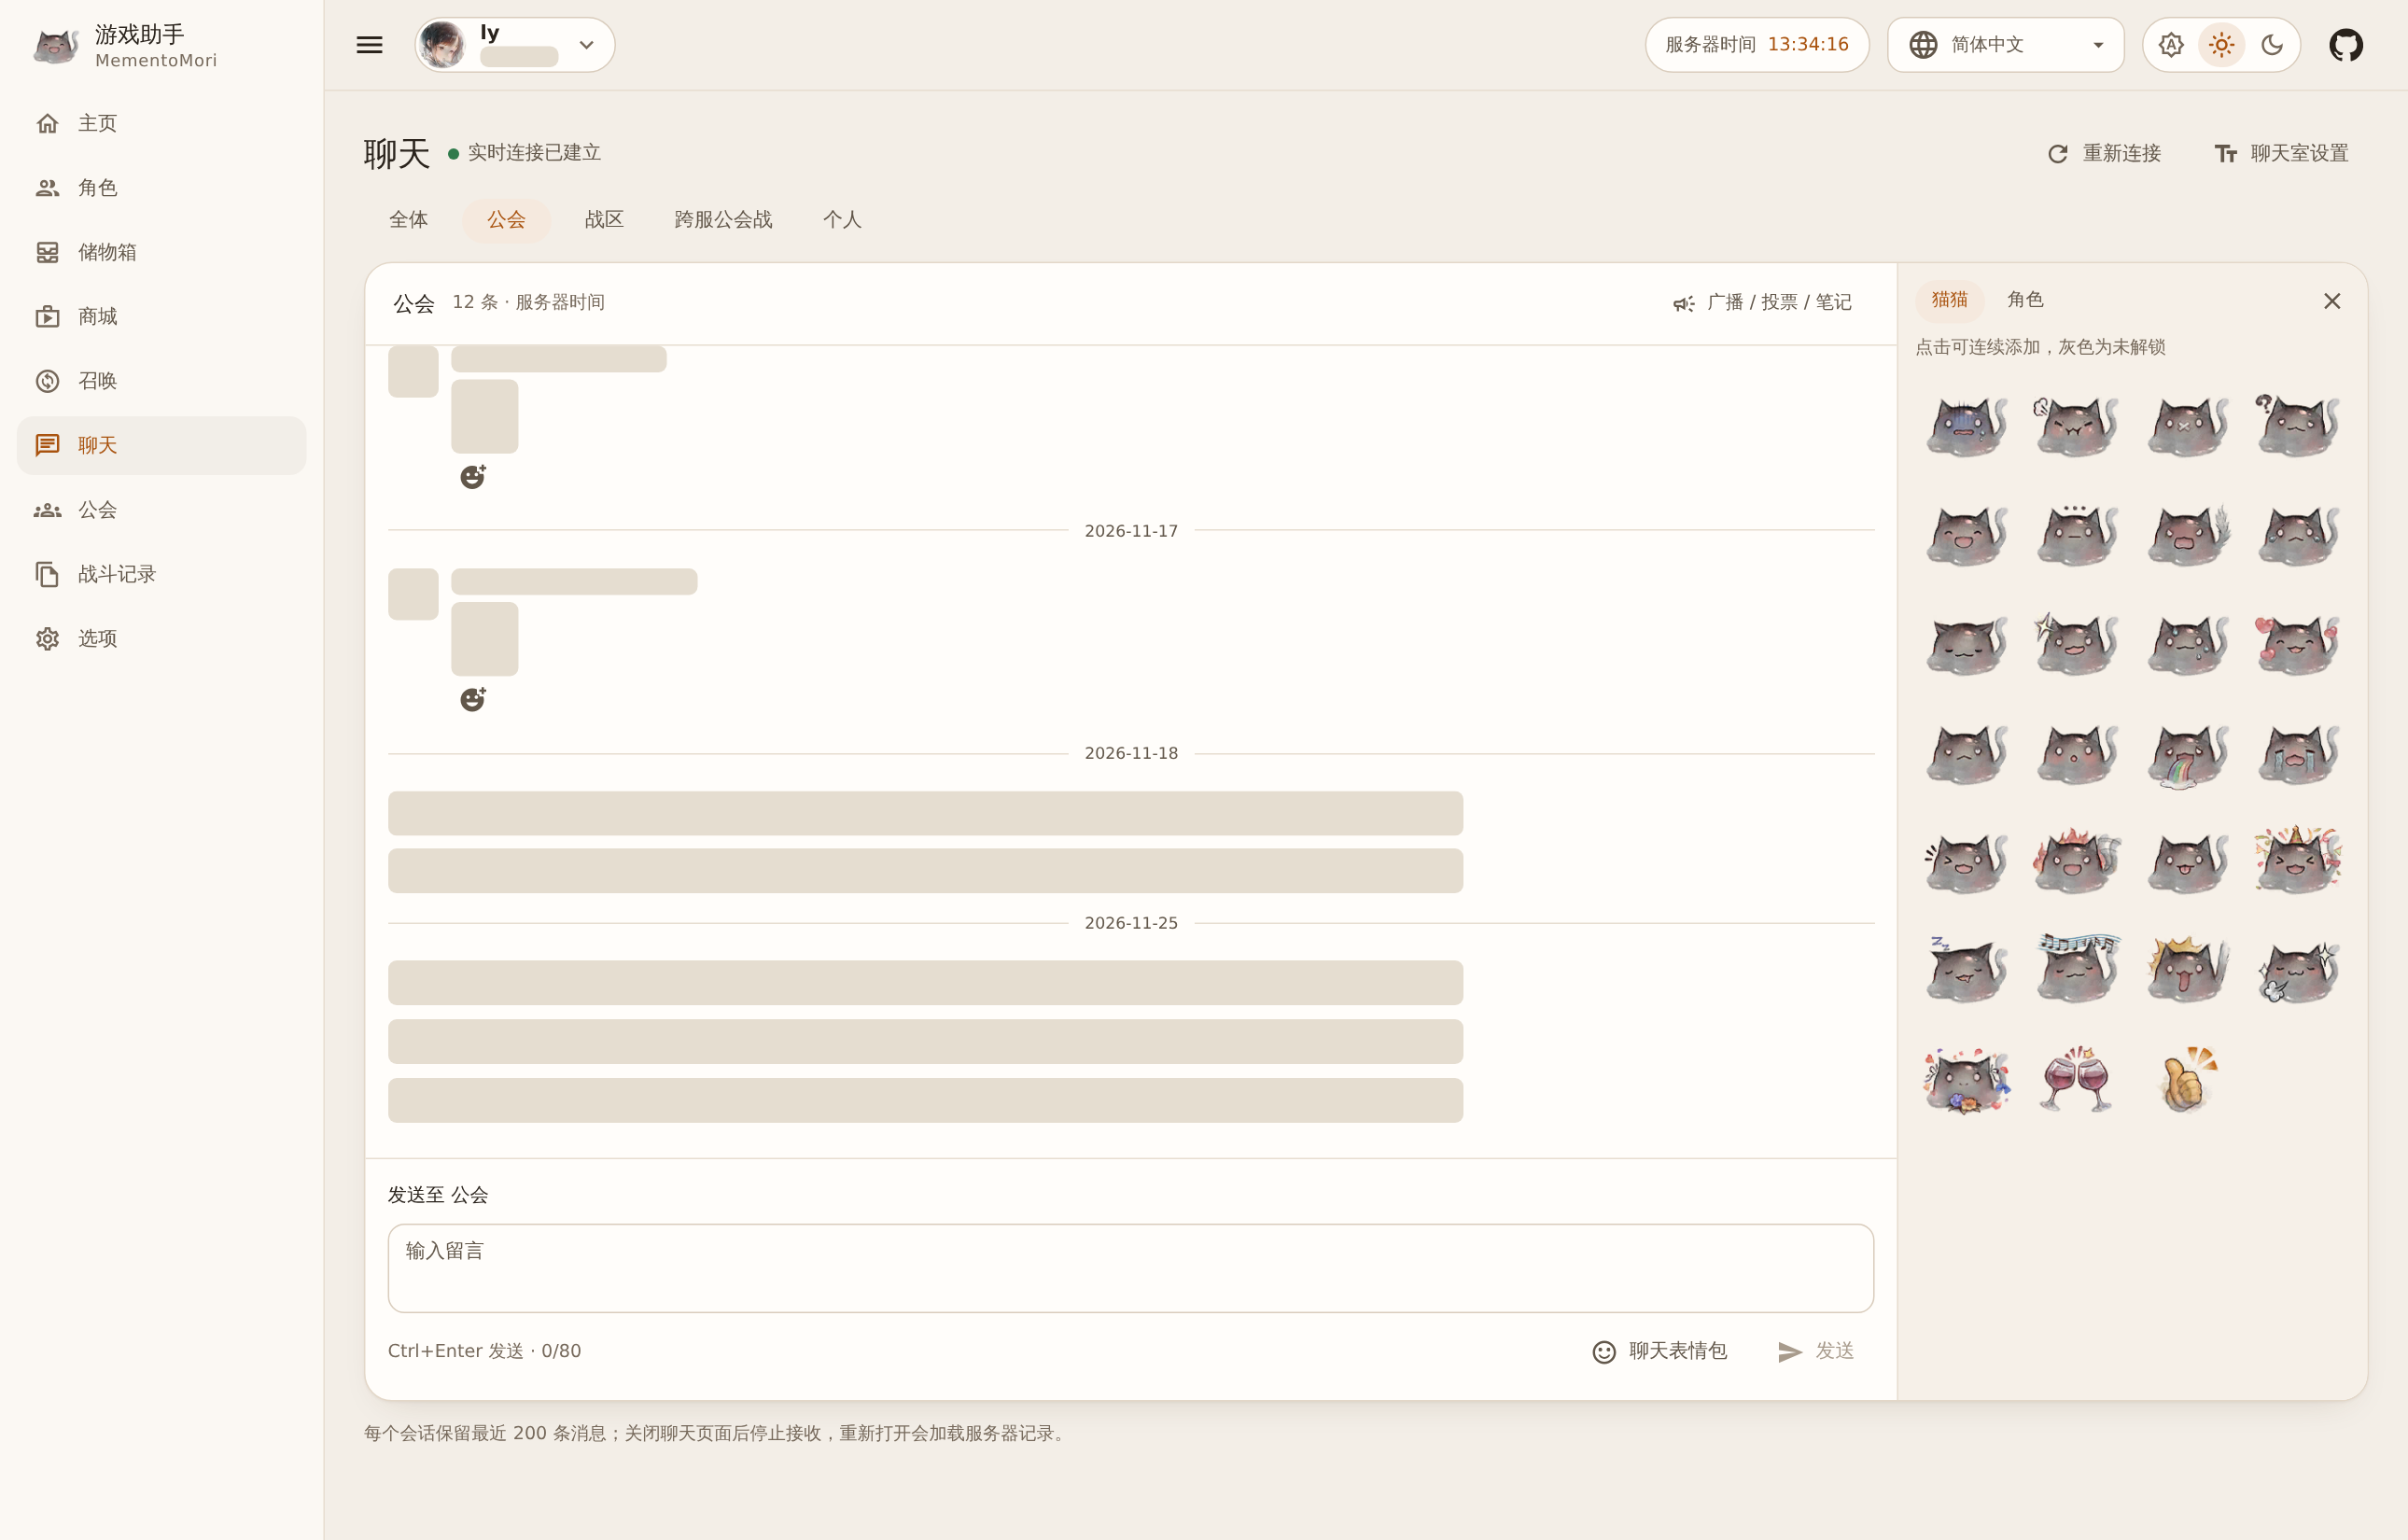 游戏助手
MementoMori
主页
角色
储物箱
商城
召唤
聊天
公会
战斗记录
选项
ly
服务器时间 13:34:16
简体中文
聊天
实时连接已建立
重新连接
聊天室设置
全体
公会
战区
跨服公会战
个人
公会
12 条 · 服务器时间
广播 / 投票 / 笔记
2026-11-17
2026-11-18
2026-11-25
发送至 公会
输入留言
Ctrl+Enter 发送 · 0/80
聊天表情包
发送
猫猫
角色
点击可连续添加，灰色为未解锁
每个会话保留最近 200 条消息；关闭聊天页面后停止接收，重新打开会加载服务器记录。